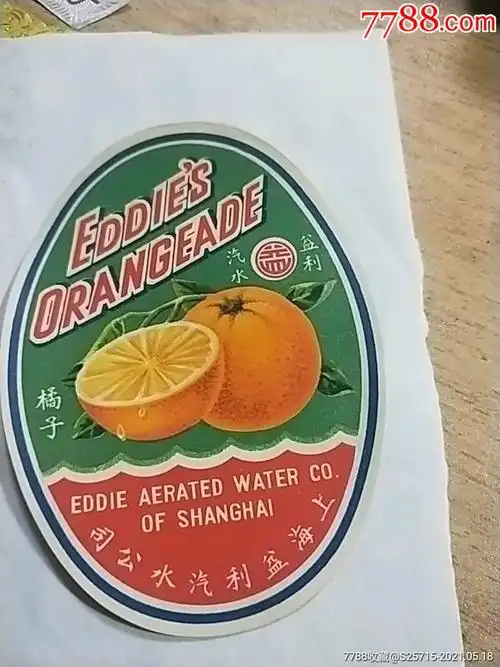 7788.com
EDDIE'S
ORANGEADE
益利
益
汽水
橘子
EDDIE AERATED WATER CO.
OF SHANGHAI
上海益利汽水公司
7788收藏@S25715-2021.05.18